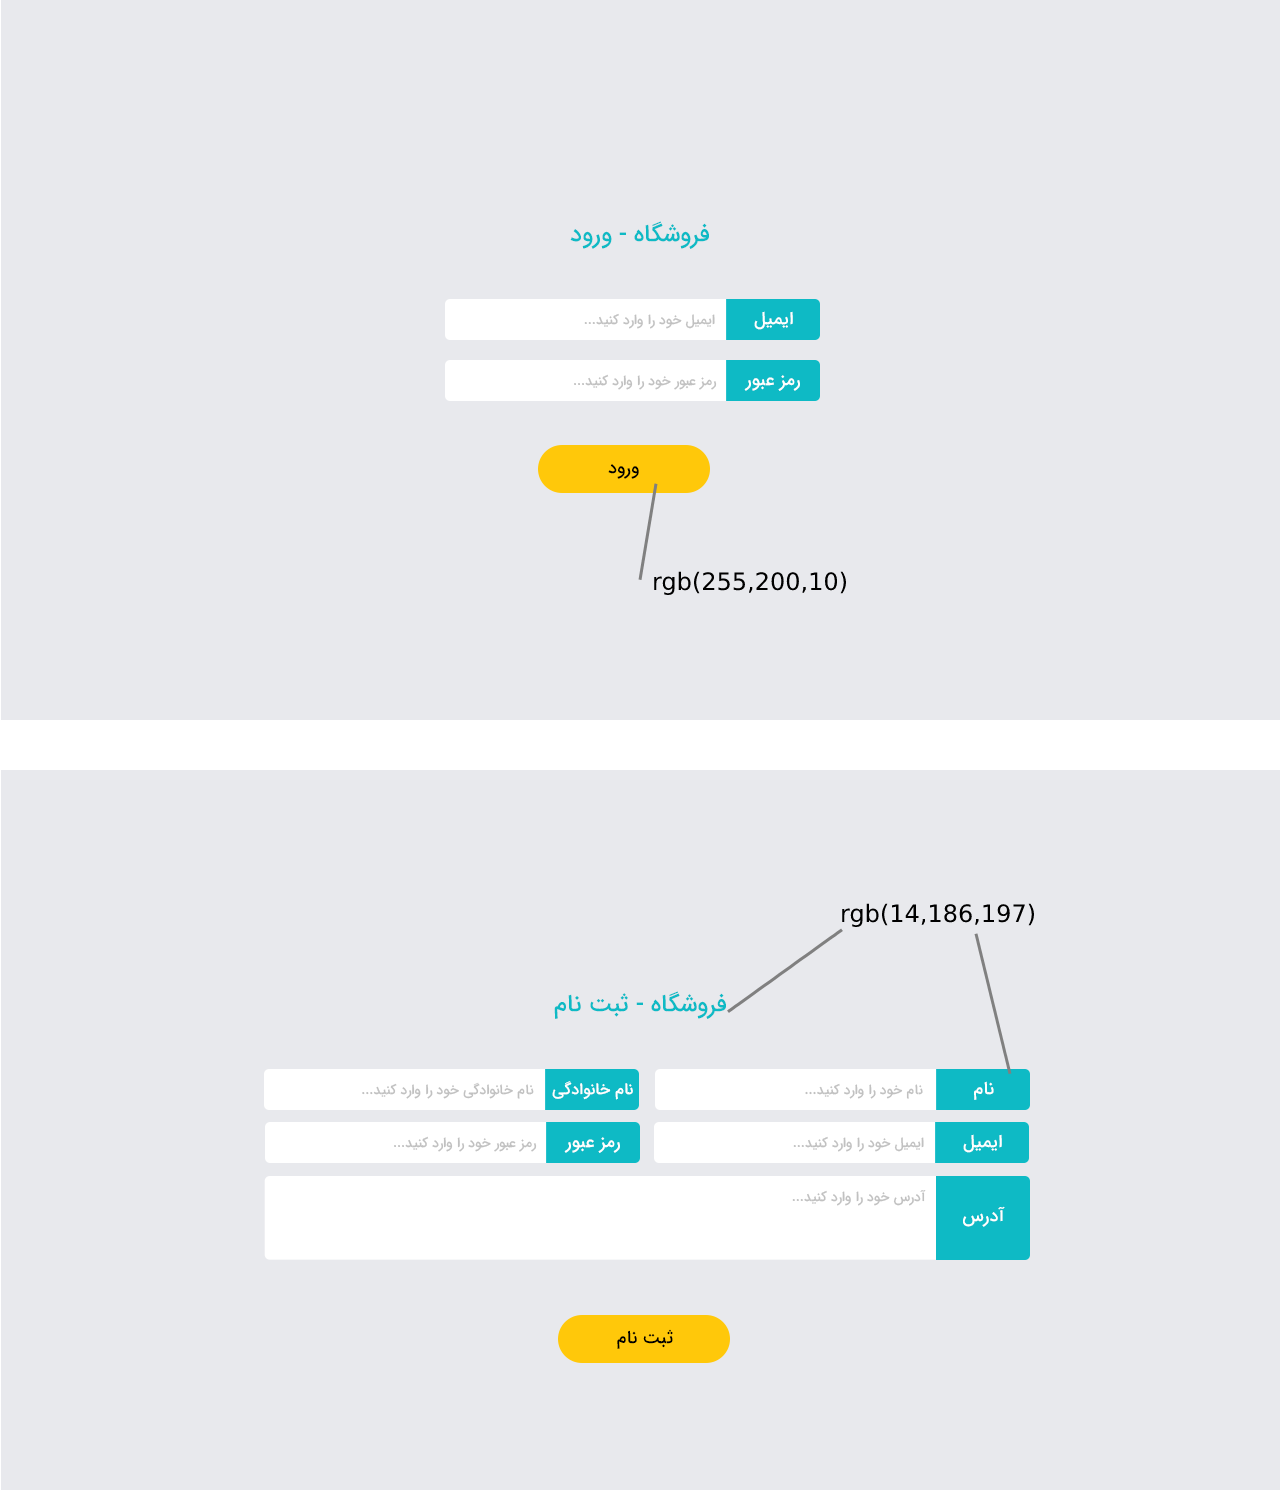 فروشگاه - ورود
ایمیل
ایمیل خود را وارد کنید...
رمز عبور
رمز عبور خود را وارد کنید...
ورود
rgb(255,200,10)
rgb(14,186,197)
فروشگاه - ثبت نام
نام
نام خود را وارد کنید...
نام خانوادگی
نام خانوادگی خود را وارد کنید...
ایمیل
ایمیل خود را وارد کنید...
رمز عبور
رمز عبور خود را وارد کنید...
آدرس
آدرس خود را وارد کنید...
ثبت نام